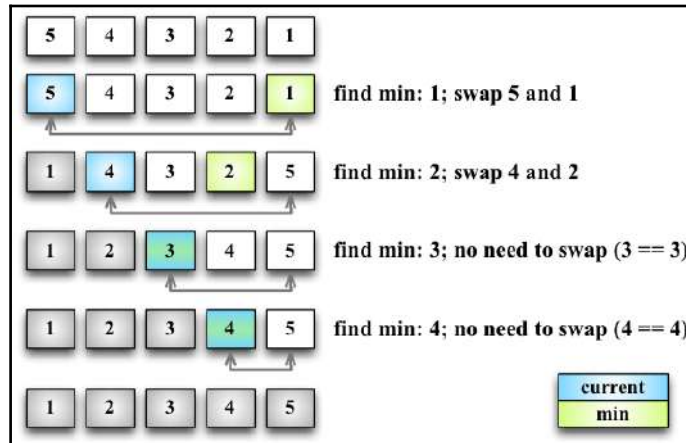 5 4 3 2 1
5 4 3 2 1 find min: 1; swap 5 and 1
1 4 3 2 5 find min: 2; swap 4 and 2
1 2 3 4 5 find min: 3; no need to swap (3 == 3)
1 2 3 4 5 find min: 4; no need to swap (4 == 4)
1 2 3 4 5
current
min